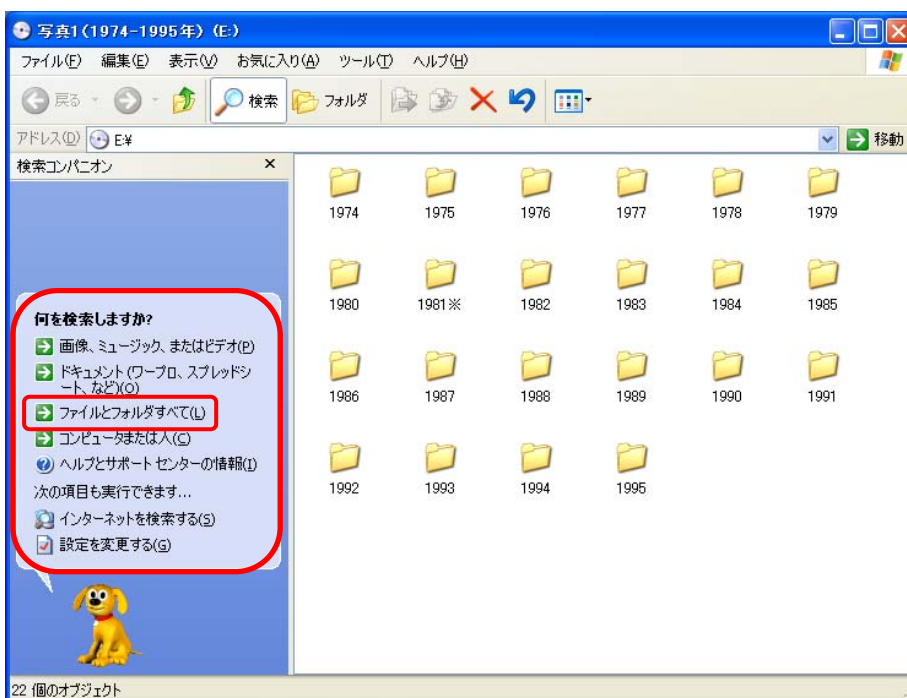 写真1(1974-1995年) (E:)
ファイル(F) 編集(E) 表示(V) お気に入り(A) ツール(T) ヘルプ(H)
戻る 検索 フォルダ
アドレス(D) E:¥ 移動
検索コンパニオン ×
1974 1975 1976 1977 1978 1979
1980 1981※ 1982 1983 1984 1985
1986 1987 1988 1989 1990 1991
1992 1993 1994 1995
何を検索しますか?
画像、ミュージック、またはビデオ(P)
ドキュメント (ワープロ、スプレッドシ
ート、など)(O)
ファイルとフォルダすべて(L)
コンピュータまたは人(C)
ヘルプとサポート センターの情報(I)
次の項目も実行できます...
インターネットを検索する(S)
設定を変更する(G)
22 個のオブジェクト